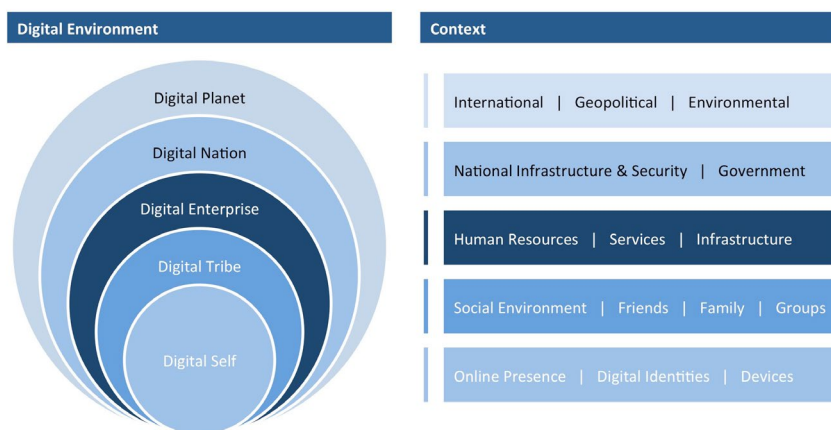 Digital Environment
Digital Planet
Digital Nation
Digital Enterprise
Digital Tribe
Digital Self
Context
International | Geopolitical | Environmental
National Infrastructure & Security | Government
Human Resources | Services | Infrastructure
Social Environment | Friends | Family | Groups
Online Presence | Digital Identities | Devices